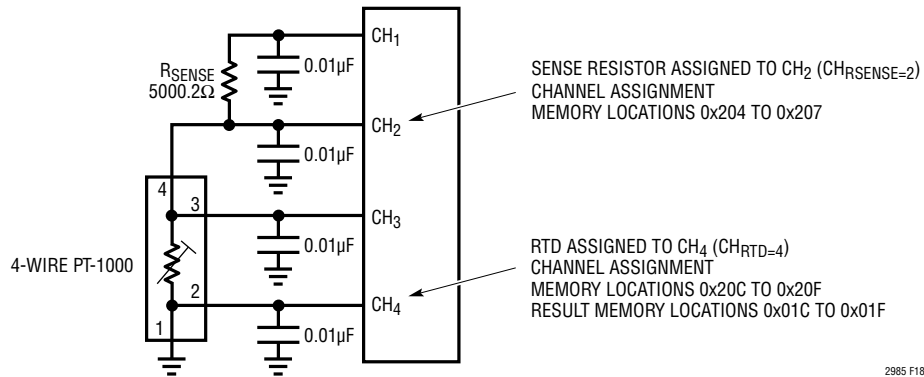 CH1
RSENSE
5000.2Ω
0.01µF
SENSE RESISTOR ASSIGNED TO CH2 (CHRSENSE=2)
CHANNEL ASSIGNMENT
MEMORY LOCATIONS 0x204 TO 0x207
CH2
0.01µF
4
3
CH3
0.01µF
4-WIRE PT-1000
RTD ASSIGNED TO CH4 (CHRTD=4)
CHANNEL ASSIGNMENT
MEMORY LOCATIONS 0x20C TO 0x20F
RESULT MEMORY LOCATIONS 0x01C TO 0x01F
2
CH4
1
0.01µF
2985 F18